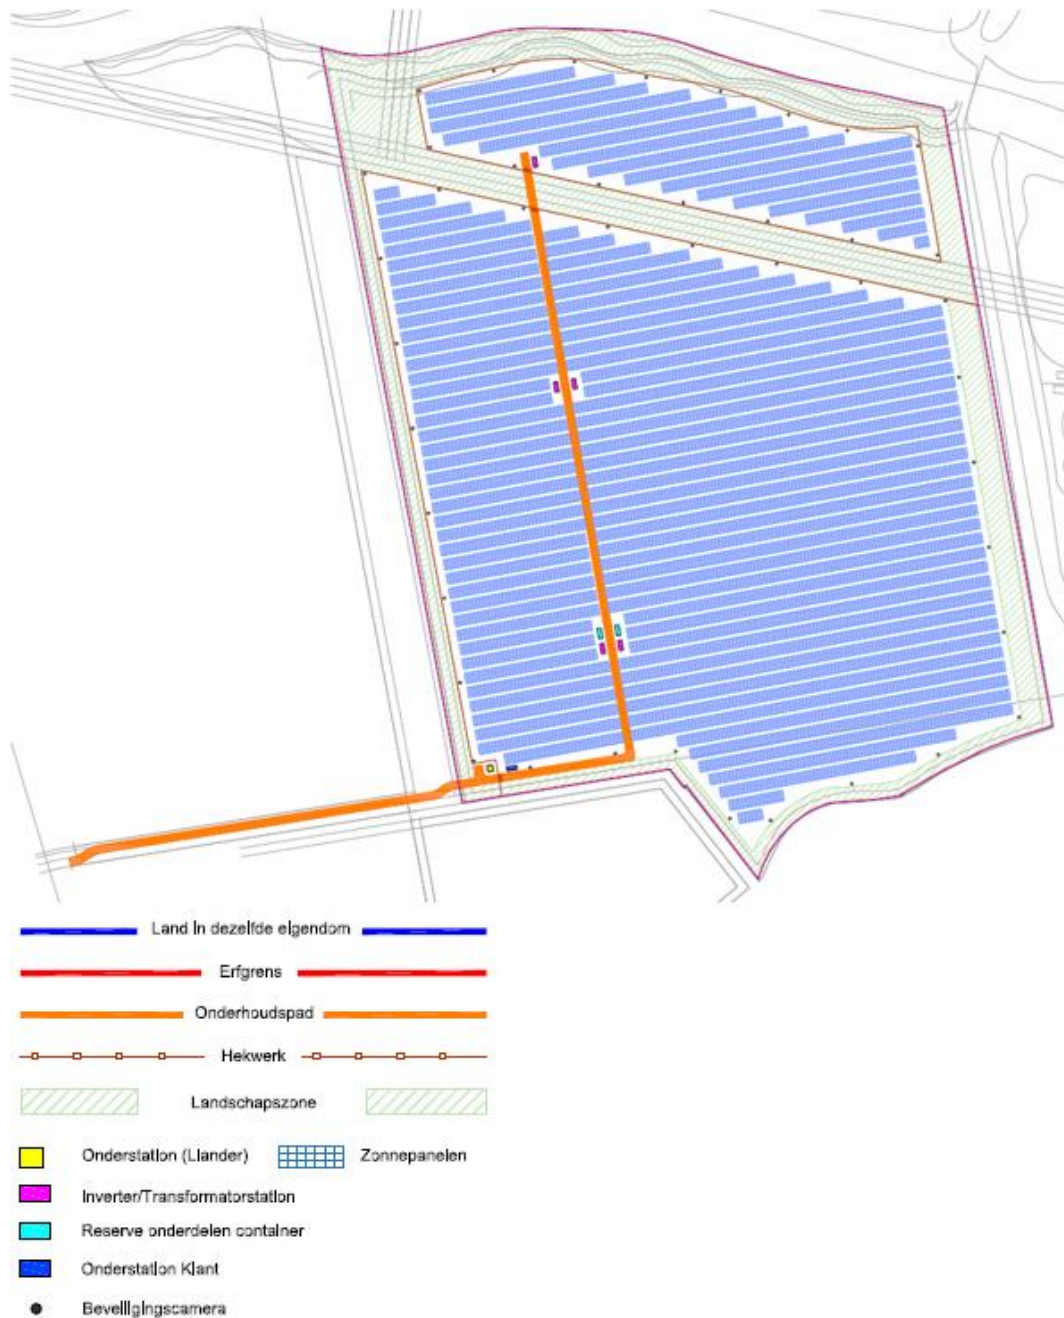 Land in dezelfde eigendom
Erfgrens
Onderhoudspad
Hekwerk
Landschapszone
Onderstation (Liander) Zonnepanelen
Inverter/Transformatorstation
Reserve onderdelen container
Onderstation Klant
Beveiligingscamera